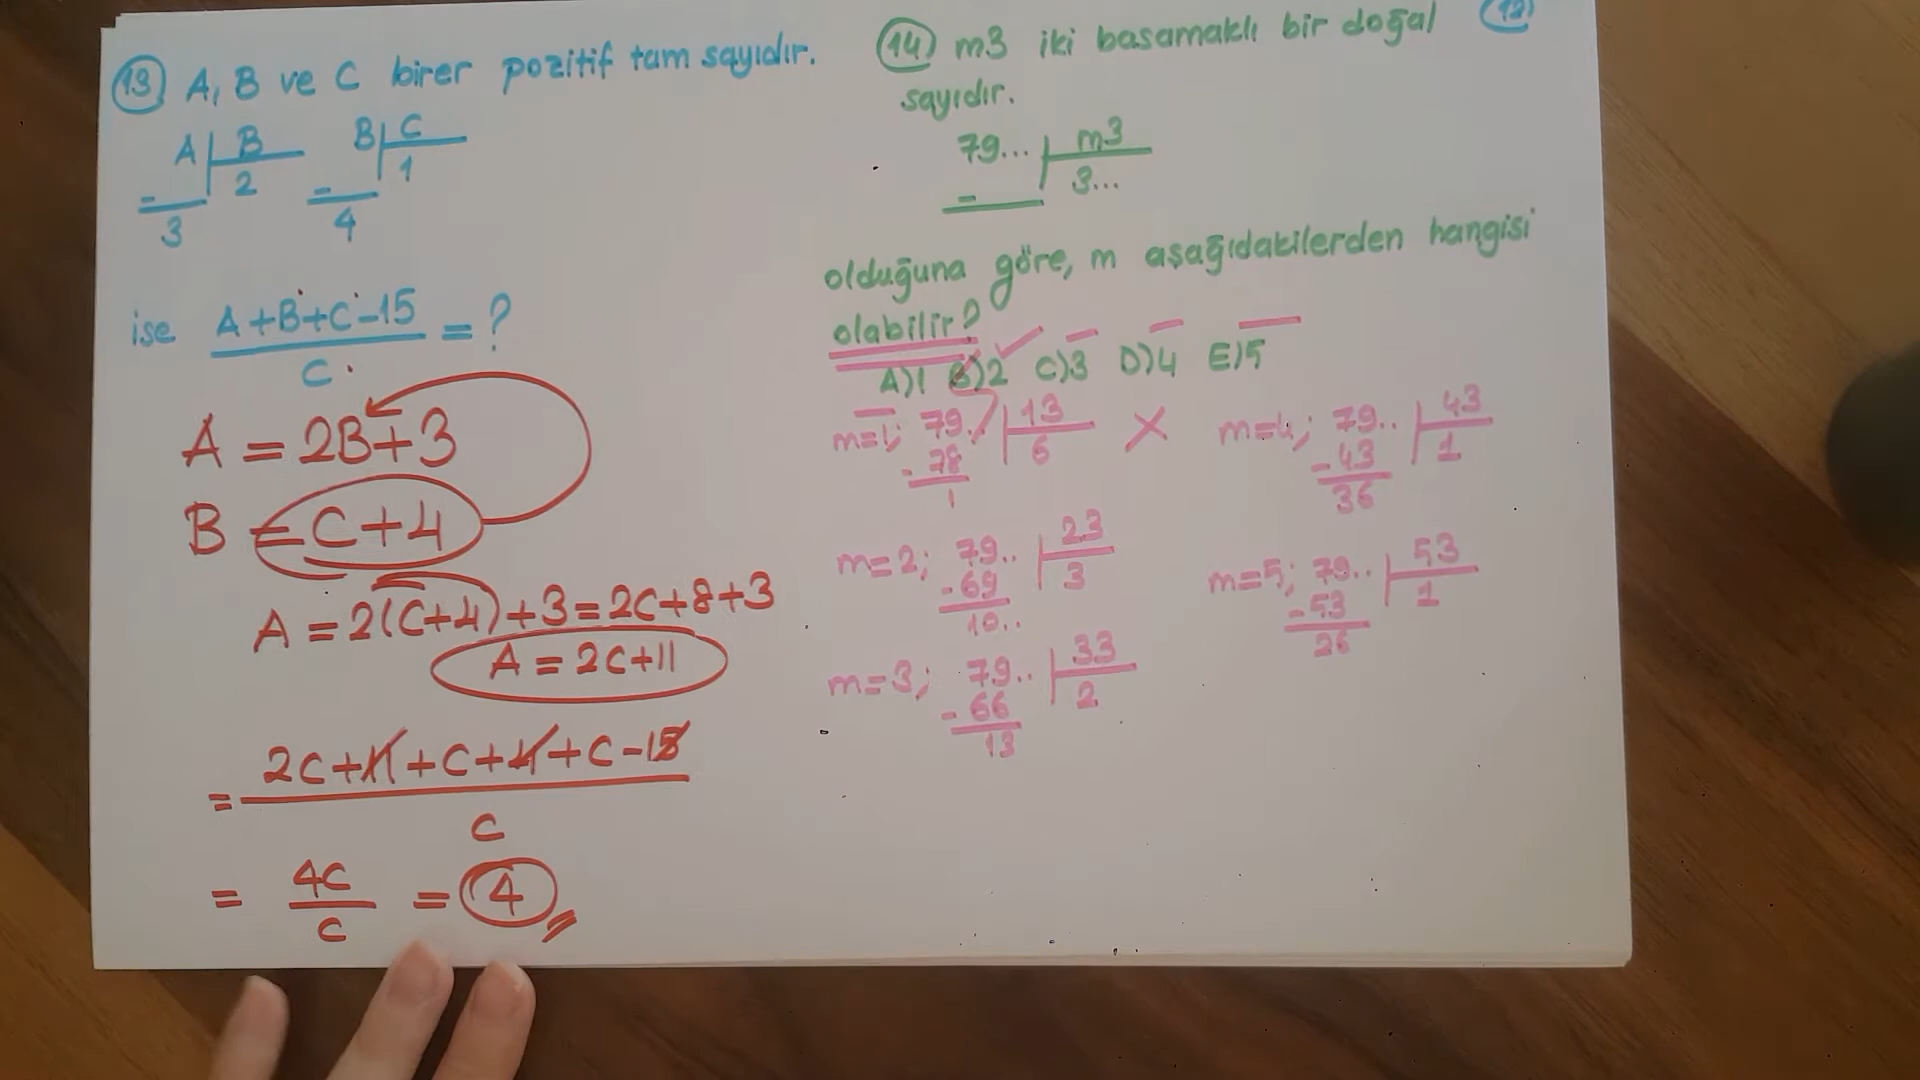 13) A, B ve C birer pozitif tam sayıdır.
A | B
2
-
3
B | C
1
-
4
ise A+B+C-15 / C = ?
A = 2B+3
B = C+4
A = 2(C+4)+3 = 2C+8+3
A = 2C+11
= 2C+11+C+4+C-15 / C
= 4C / C = 4
14) m3 iki basamaklı bir doğal
sayıdır.
79... | m3
3...
-
olduğuna göre, m aşağıdakilerden hangisi
olabilir?
A)1 B)2 C)3 D)4 E)5
m=1; 79.. | 13
-78 6
1
X
m=2; 79.. | 23
-69 3
10..
m=3; 79.. | 33
-66 2
13
m=4; 79.. | 43
-43 1
36
m=5; 79.. | 53
-53 1
26